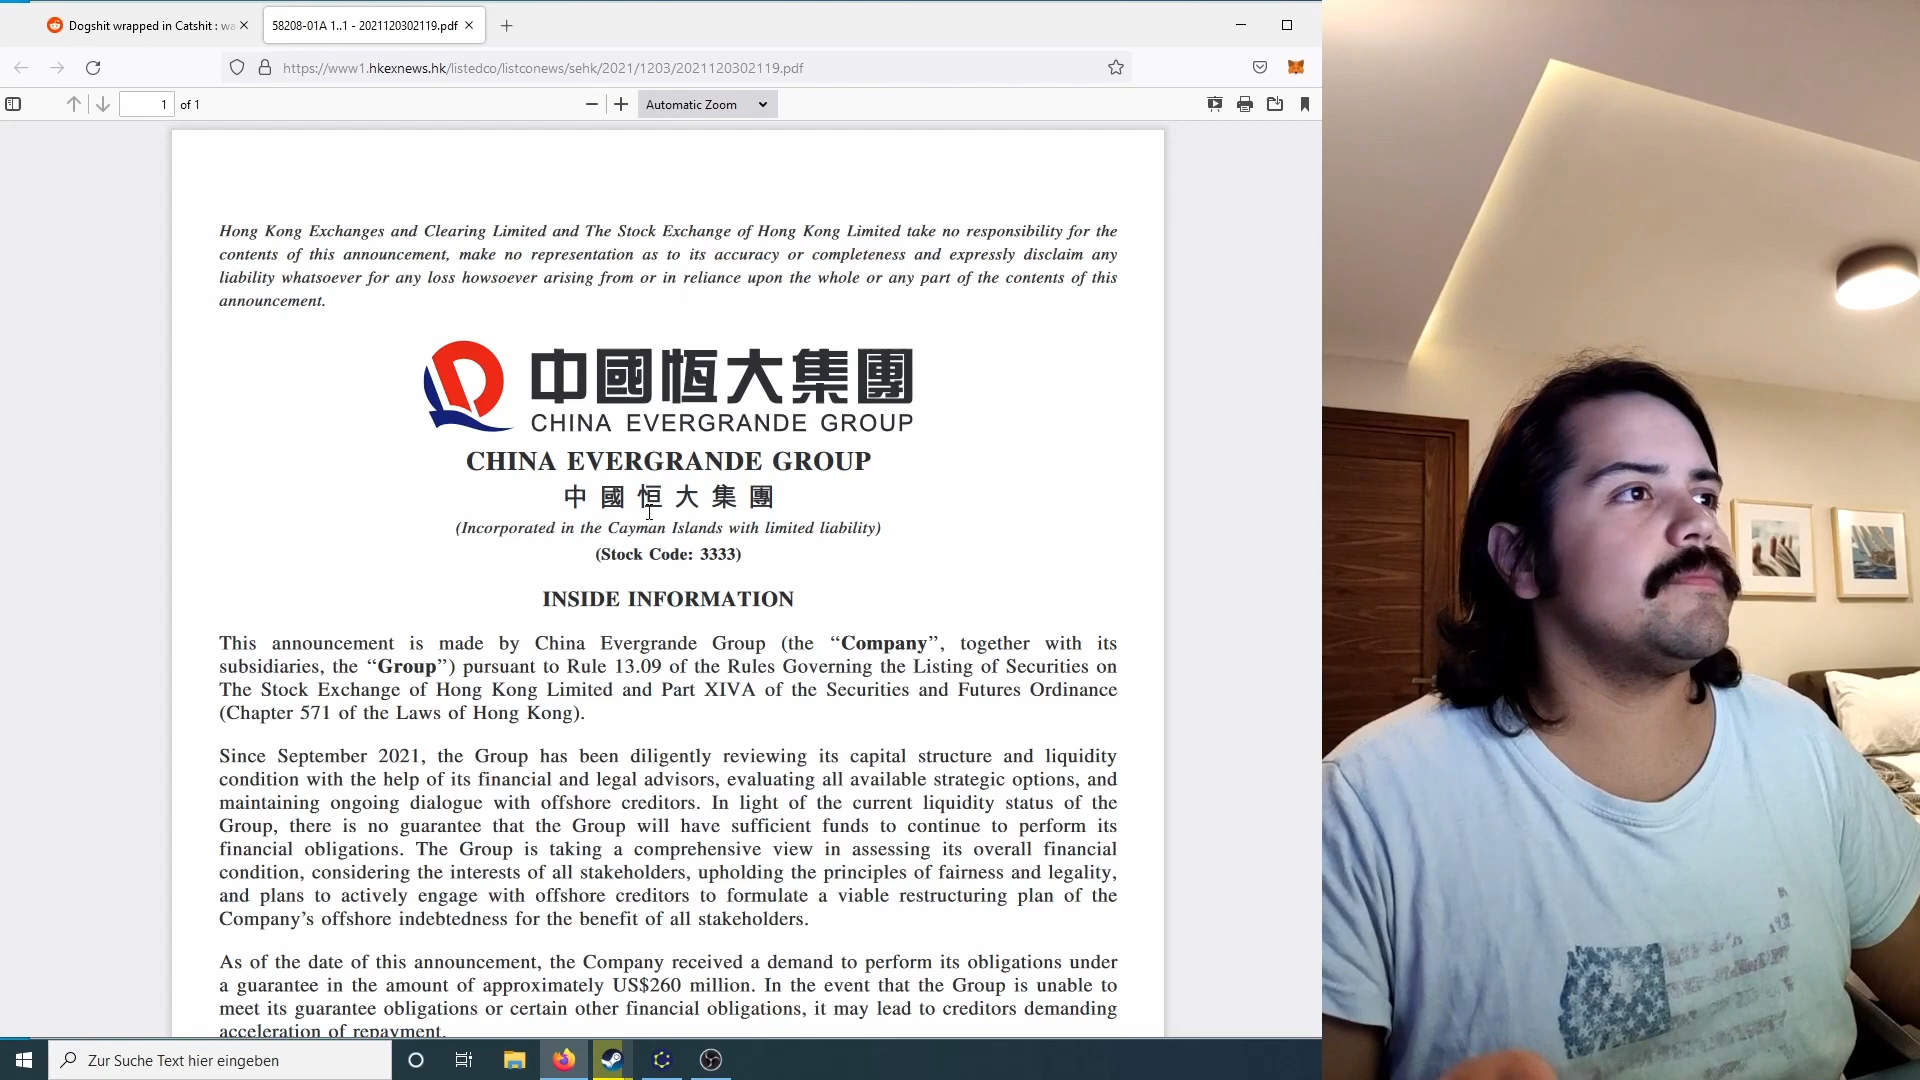 Dogshit wrapped in Catshit : wa
58208-01A 1..1 - 2021120302119.pdf
https://www1.hkexnews.hk/listedco/listconews/sehk/2021/1203/2021120302119.pdf
1 of 1
Automatic Zoom
Hong Kong Exchanges and Clearing Limited and The Stock Exchange of Hong Kong Limited take no responsibility for the
contents of this announcement, make no representation as to its accuracy or completeness and expressly disclaim any
liability whatsoever for any loss howsoever arising from or in reliance upon the whole or any part of the contents of this
announcement.
中國恆大集團
CHINA EVERGRANDE GROUP
CHINA EVERGRANDE GROUP
中國恒大集團
(Incorporated in the Cayman Islands with limited liability)
(Stock Code: 3333)
INSIDE INFORMATION
This announcement is made by China Evergrande Group (the “Company”, together with its
subsidiaries, the “Group”) pursuant to Rule 13.09 of the Rules Governing the Listing of Securities on
The Stock Exchange of Hong Kong Limited and Part XIVA of the Securities and Futures Ordinance
(Chapter 571 of the Laws of Hong Kong).
Since September 2021, the Group has been diligently reviewing its capital structure and liquidity
condition with the help of its financial and legal advisors, evaluating all available strategic options, and
maintaining ongoing dialogue with offshore creditors. In light of the current liquidity status of the
Group, there is no guarantee that the Group will have sufficient funds to continue to perform its
financial obligations. The Group is taking a comprehensive view in assessing its overall financial
condition, considering the interests of all stakeholders, upholding the principles of fairness and legality,
and plans to actively engage with offshore creditors to formulate a viable restructuring plan of the
Company’s offshore indebtedness for the benefit of all stakeholders.
As of the date of this announcement, the Company received a demand to perform its obligations under
a guarantee in the amount of approximately US$260 million. In the event that the Group is unable to
meet its guarantee obligations or certain other financial obligations, it may lead to creditors demanding
acceleration of repayment.
Zur Suche Text hier eingeben